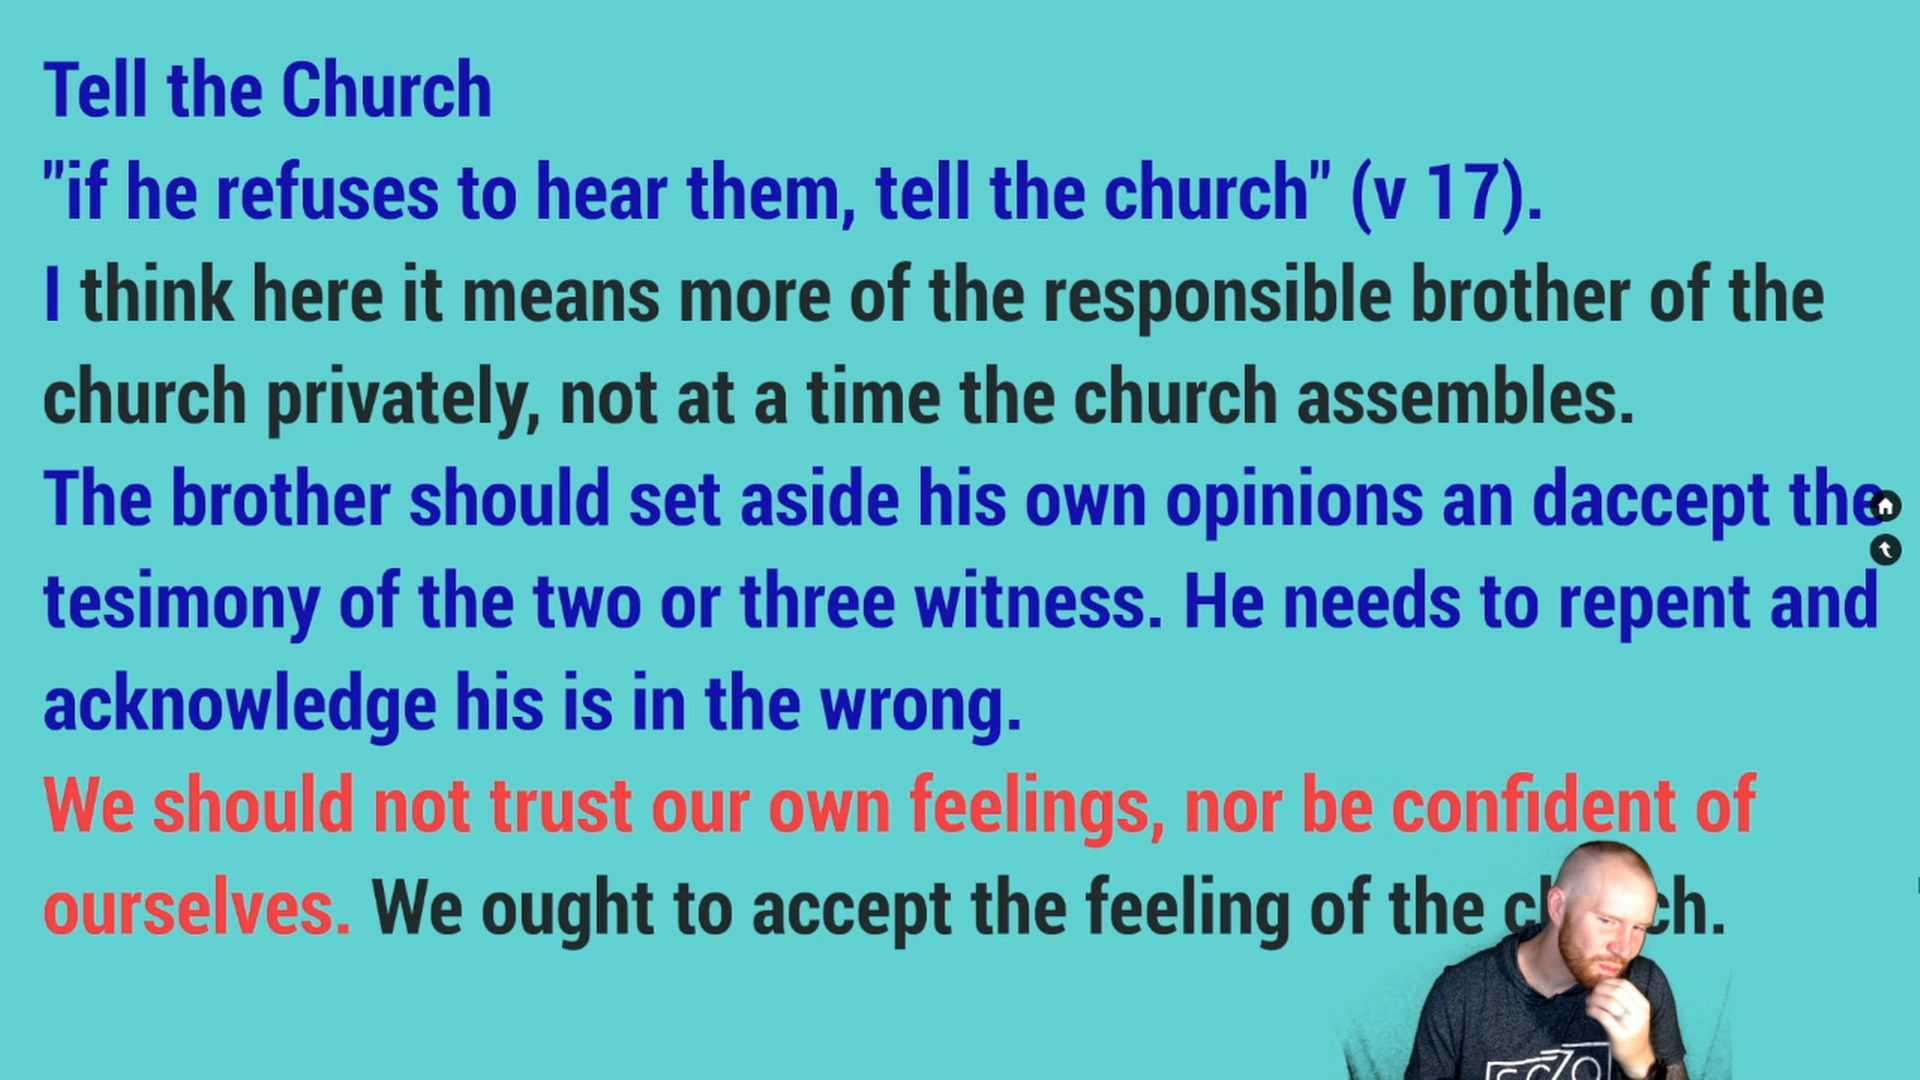 Tell the Church
"if he refuses to hear them, tell the church" (v 17).
I think here it means more of the responsible brother of the
church privately, not at a time the church assembles.
The brother should set aside his own opinions an daccept the
tesimony of the two or three witness. He needs to repent and
acknowledge his is in the wrong.
We should not trust our own feelings, nor be confident of
ourselves. We ought to accept the feeling of the